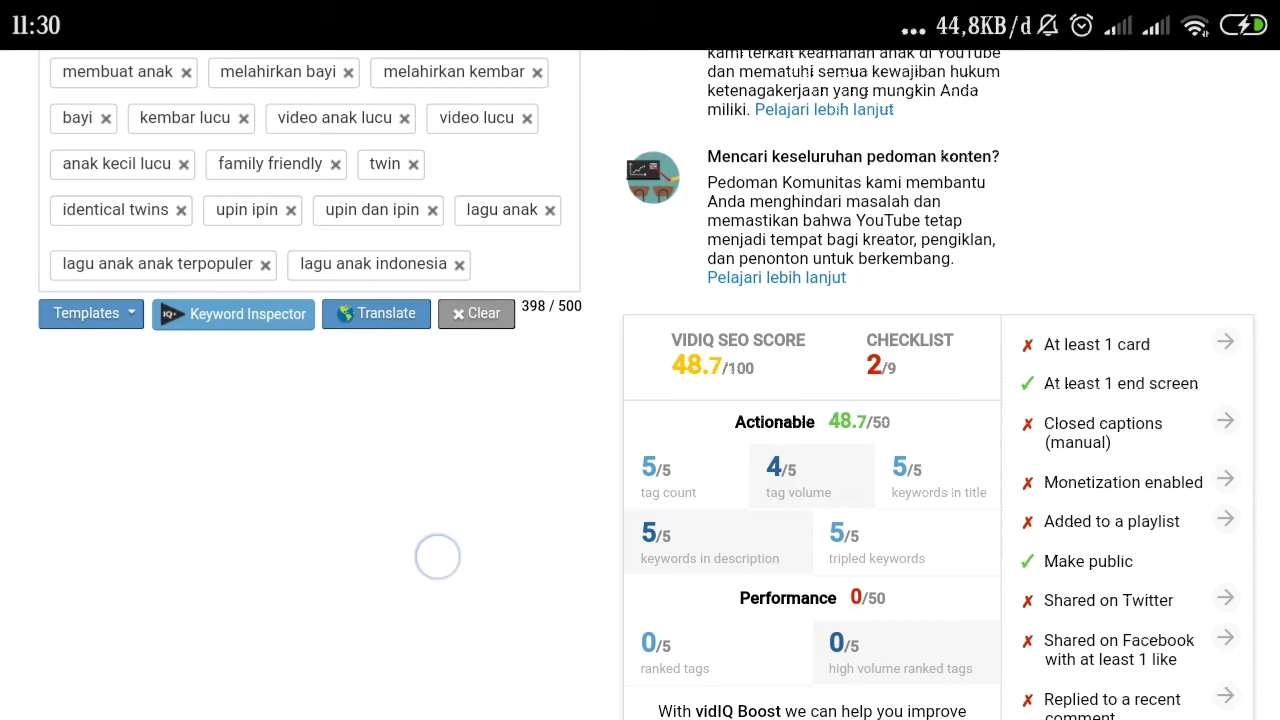 11:30
... 44,8KB/d
membuat anak × melahirkan bayi × melahirkan kembar ×
bayi × kembar lucu × video anak lucu × video lucu ×
anak kecil lucu × family friendly × twin ×
identical twins × upin ipin × upin dan ipin × lagu anak ×
lagu anak anak terpopuler × lagu anak indonesia ×
Templates IQ+ Keyword Inspector Translate × Clear 398 / 500
kami terkait keamanan anak di YouTube
dan mematuhi semua kewajiban hukum
ketenagakerjaan yang mungkin Anda
miliki. Pelajari lebih lanjut
Mencari keseluruhan pedoman konten?
Pedoman Komunitas kami membantu
Anda menghindari masalah dan
memastikan bahwa YouTube tetap
menjadi tempat bagi kreator, pengiklan,
dan penonton untuk berkembang.
Pelajari lebih lanjut
VIDIQ SEO SCORE
48.7/100
CHECKLIST
2/9
Actionable 48.7/50
5/5
tag count
4/5
tag volume
5/5
keywords in title
5/5
keywords in description
5/5
tripled keywords
Performance 0/50
0/5
ranked tags
0/5
high volume ranked tags
With vidIQ Boost we can help you improve
✗ At least 1 card
✓ At least 1 end screen
✗ Closed captions
(manual)
✗ Monetization enabled
✗ Added to a playlist
✓ Make public
✗ Shared on Twitter
✗ Shared on Facebook
with at least 1 like
✗ Replied to a recent
comment